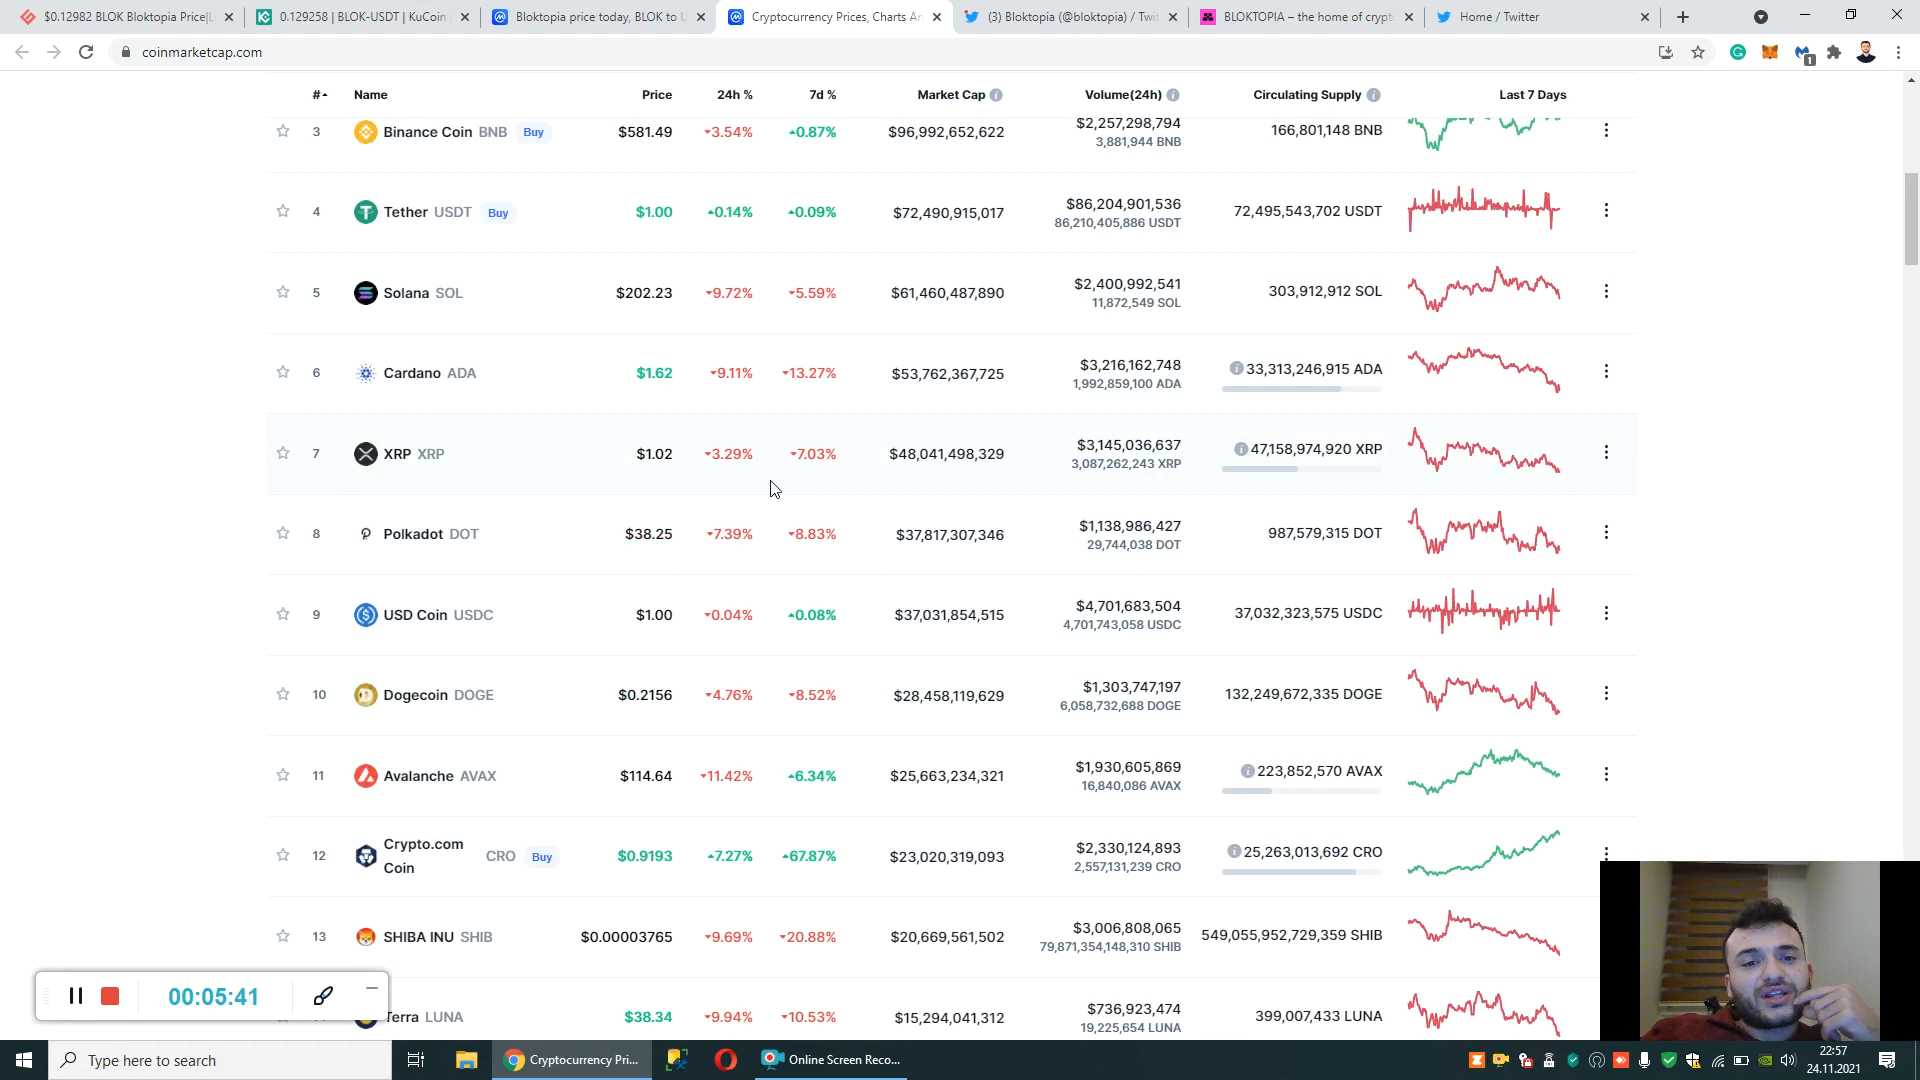 $0.12982 BLOK Bloktopia Price|L
0.129258 | BLOK-USDT | KuCoin
Bloktopia price today, BLOK to U
Cryptocurrency Prices, Charts An
(3) Bloktopia (@bloktopia) / Twit
BLOKTOPIA – the home of crypt
Home / Twitter
coinmarketcap.com
1
# Name Price 24h % 7d % Market Cap Volume(24h) Circulating Supply Last 7 Days
3 Binance Coin BNB Buy $581.49 3.54% 0.87% $96,992,652,622 $2,257,298,794 166,801,148 BNB
3,881,944 BNB
4 Tether USDT Buy $1.00 0.14% 0.09% $72,490,915,017 $86,204,901,536 72,495,543,702 USDT
86,210,405,886 USDT
5 Solana SOL $202.23 9.72% 5.59% $61,460,487,890 $2,400,992,541 303,912,912 SOL
11,872,549 SOL
6 Cardano ADA $1.62 9.11% 13.27% $53,762,367,725 $3,216,162,748 33,313,246,915 ADA
1,992,859,100 ADA
7 XRP XRP $1.02 3.29% 7.03% $48,041,498,329 $3,145,036,637 47,158,974,920 XRP
3,087,262,243 XRP
8 Polkadot DOT $38.25 7.39% 8.83% $37,817,307,346 $1,138,986,427 987,579,315 DOT
29,744,038 DOT
9 USD Coin USDC $1.00 0.04% 0.08% $37,031,854,515 $4,701,683,504 37,032,323,575 USDC
4,701,743,058 USDC
10 Dogecoin DOGE $0.2156 4.76% 8.52% $28,458,119,629 $1,303,747,197 132,249,672,335 DOGE
6,058,732,688 DOGE
11 Avalanche AVAX $114.64 11.42% 6.34% $25,663,234,321 $1,930,605,869 223,852,570 AVAX
16,840,086 AVAX
12 Crypto.com Coin CRO Buy $0.9193 7.27% 67.87% $23,020,319,093 $2,330,124,893 25,263,013,692 CRO
2,557,131,239 CRO
13 SHIBA INU SHIB $0.00003765 9.69% 20.88% $20,669,561,502 $3,006,808,065 549,055,952,729,359 SHIB
79,871,354,148,310 SHIB
Terra LUNA $38.34 9.94% 10.53% $15,294,041,312 $736,923,474 399,007,433 LUNA
19,225,654 LUNA
00:05:41
Type here to search
Cryptocurrency Pri...
Online Screen Reco...
22:57
24.11.2021